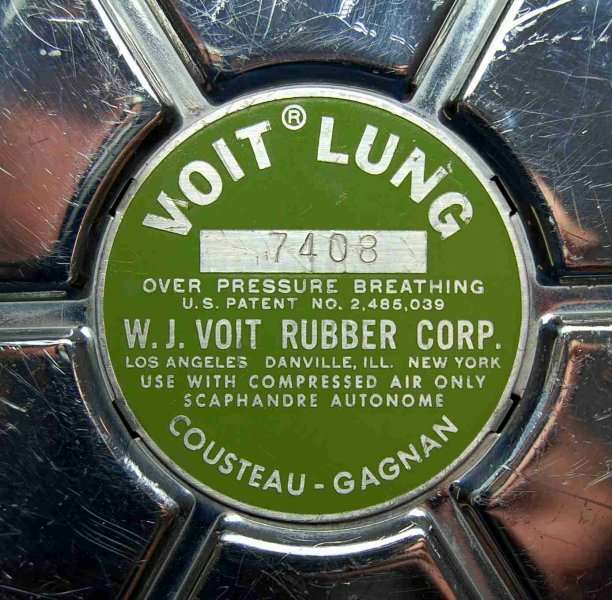 VOIT® LUNG
7408
OVER PRESSURE BREATHING
U.S. PATENT NO. 2,485,039
W.J. VOIT RUBBER CORP.
LOS ANGELES DANVILLE, ILL. NEW YORK
USE WITH COMPRESSED AIR ONLY
SCAPHANDRE AUTONOME
COUSTEAU - GAGNAN